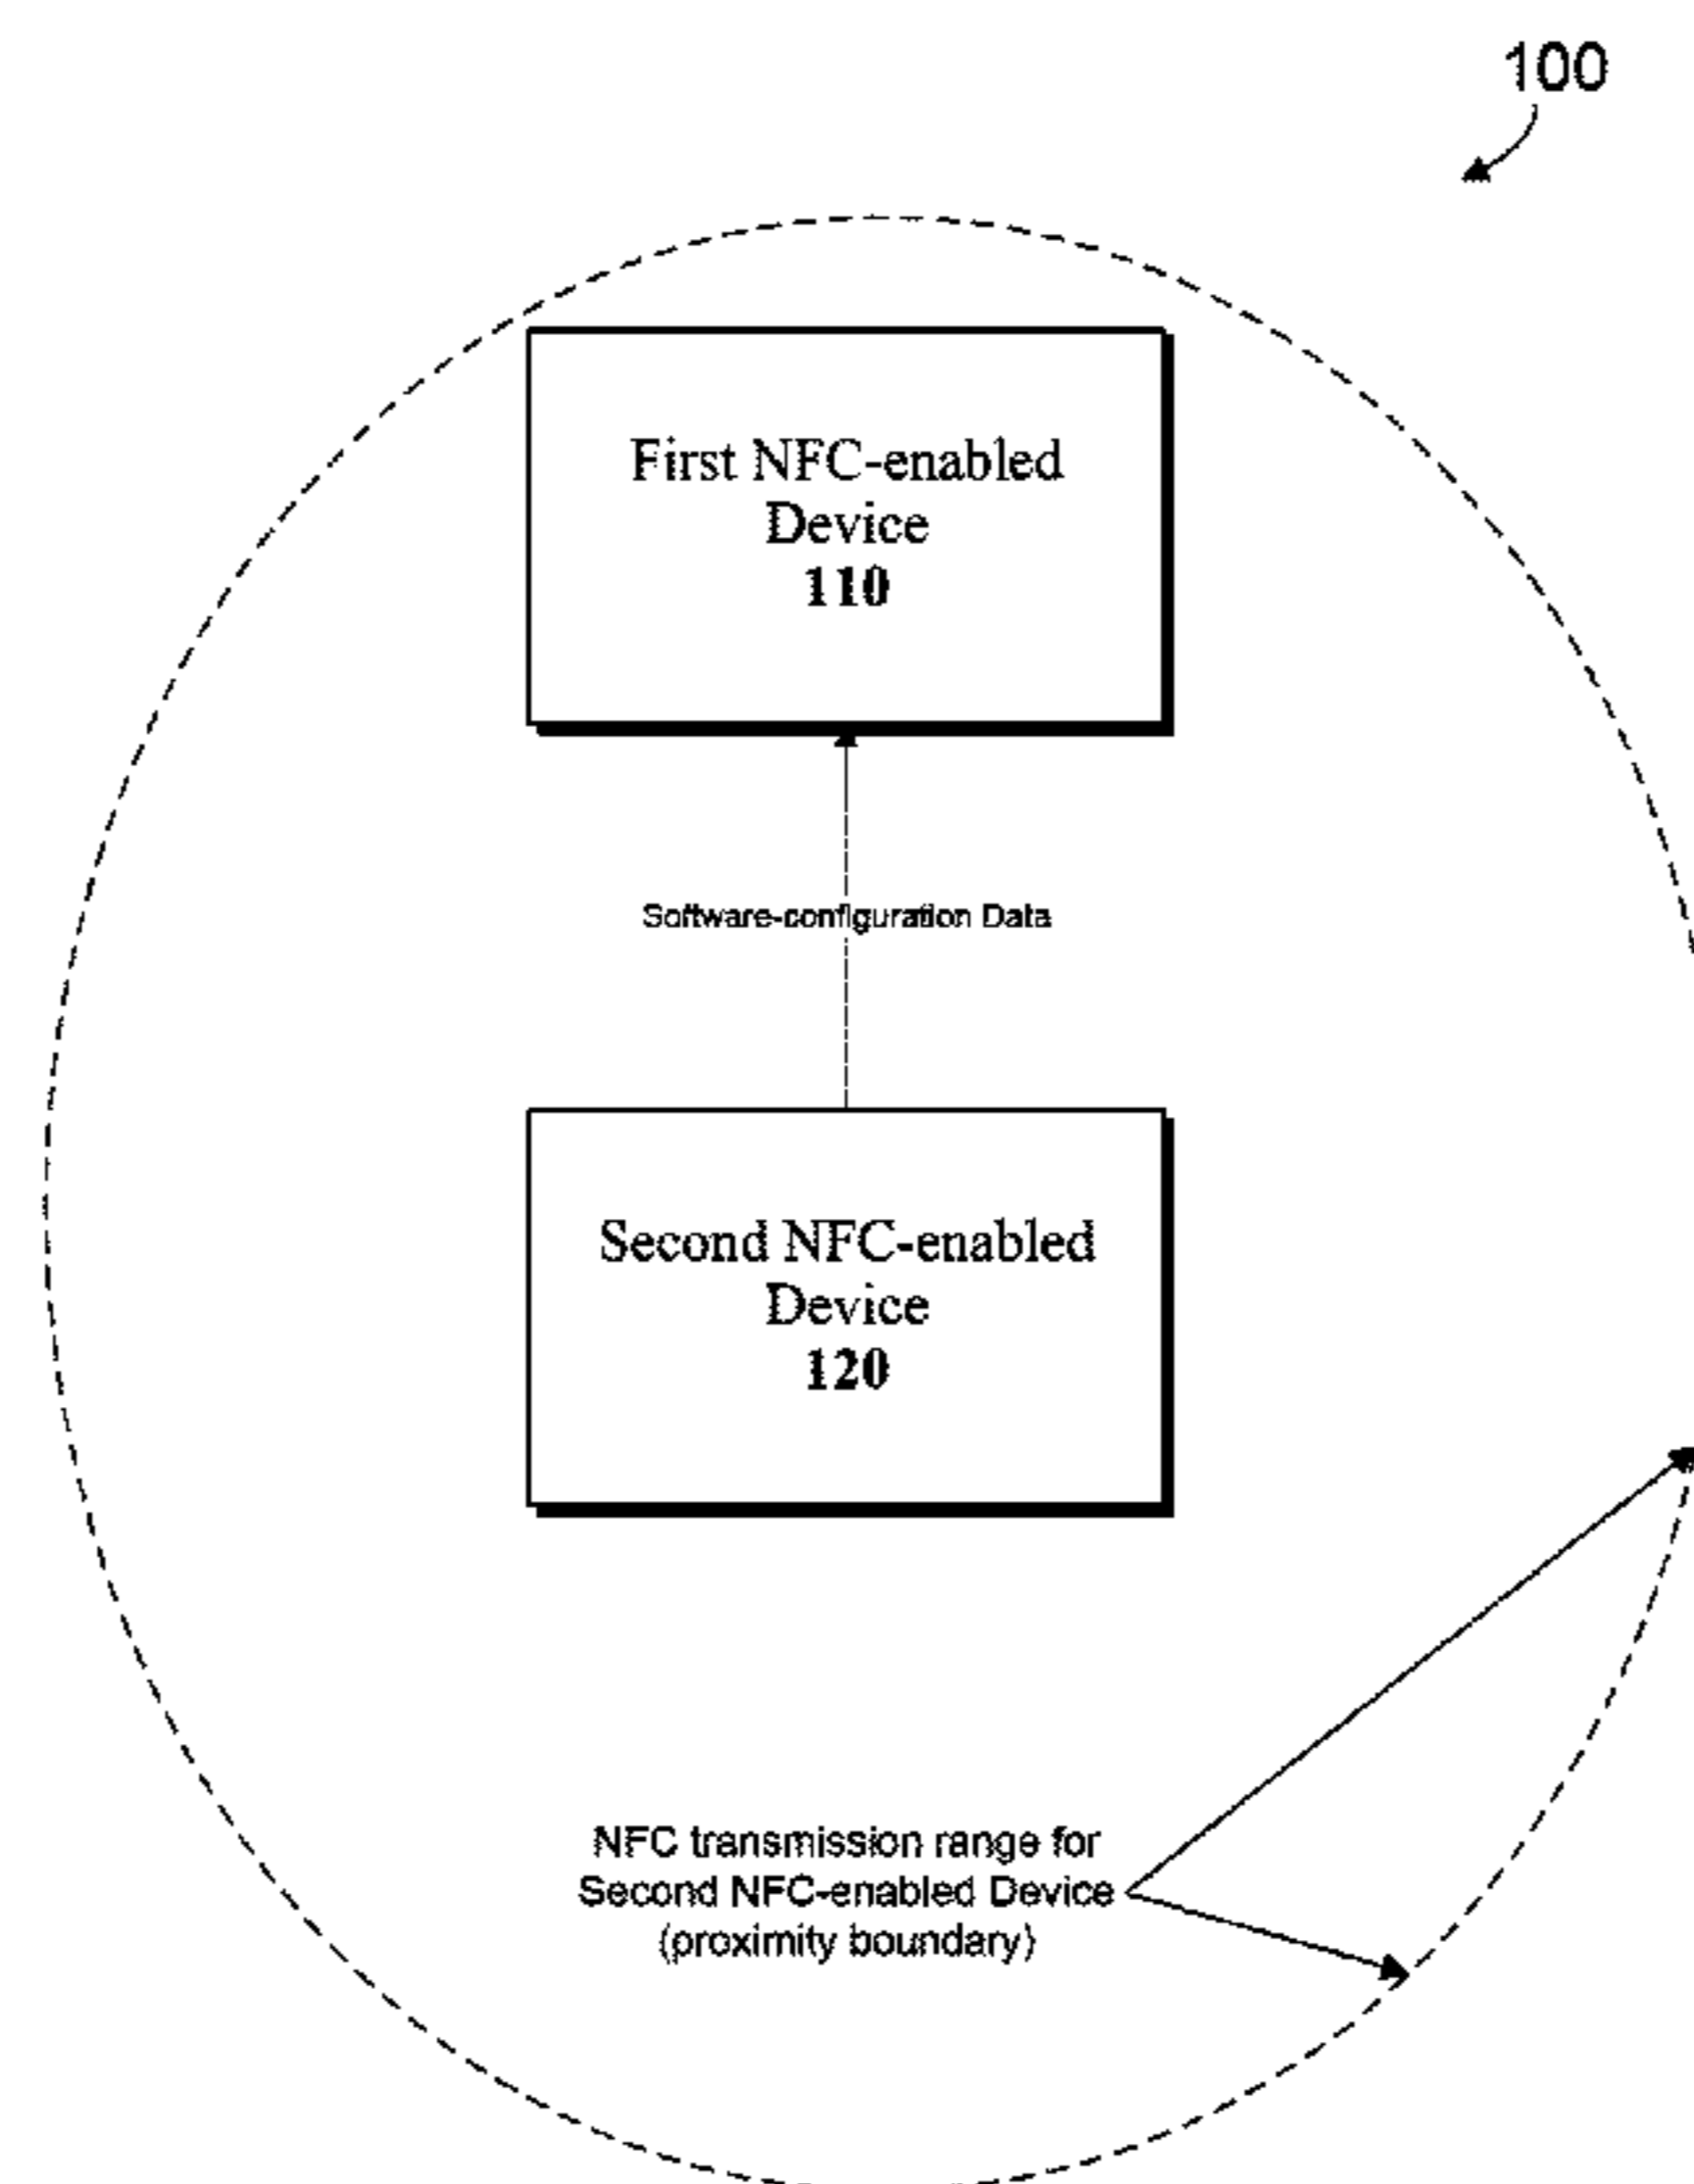 100
First NFC-enabled
Device
110
Software-configuration Data
Second NFC-enabled
Device
120
NFC transmission range for
Second NFC-enabled Device
(proximity boundary)